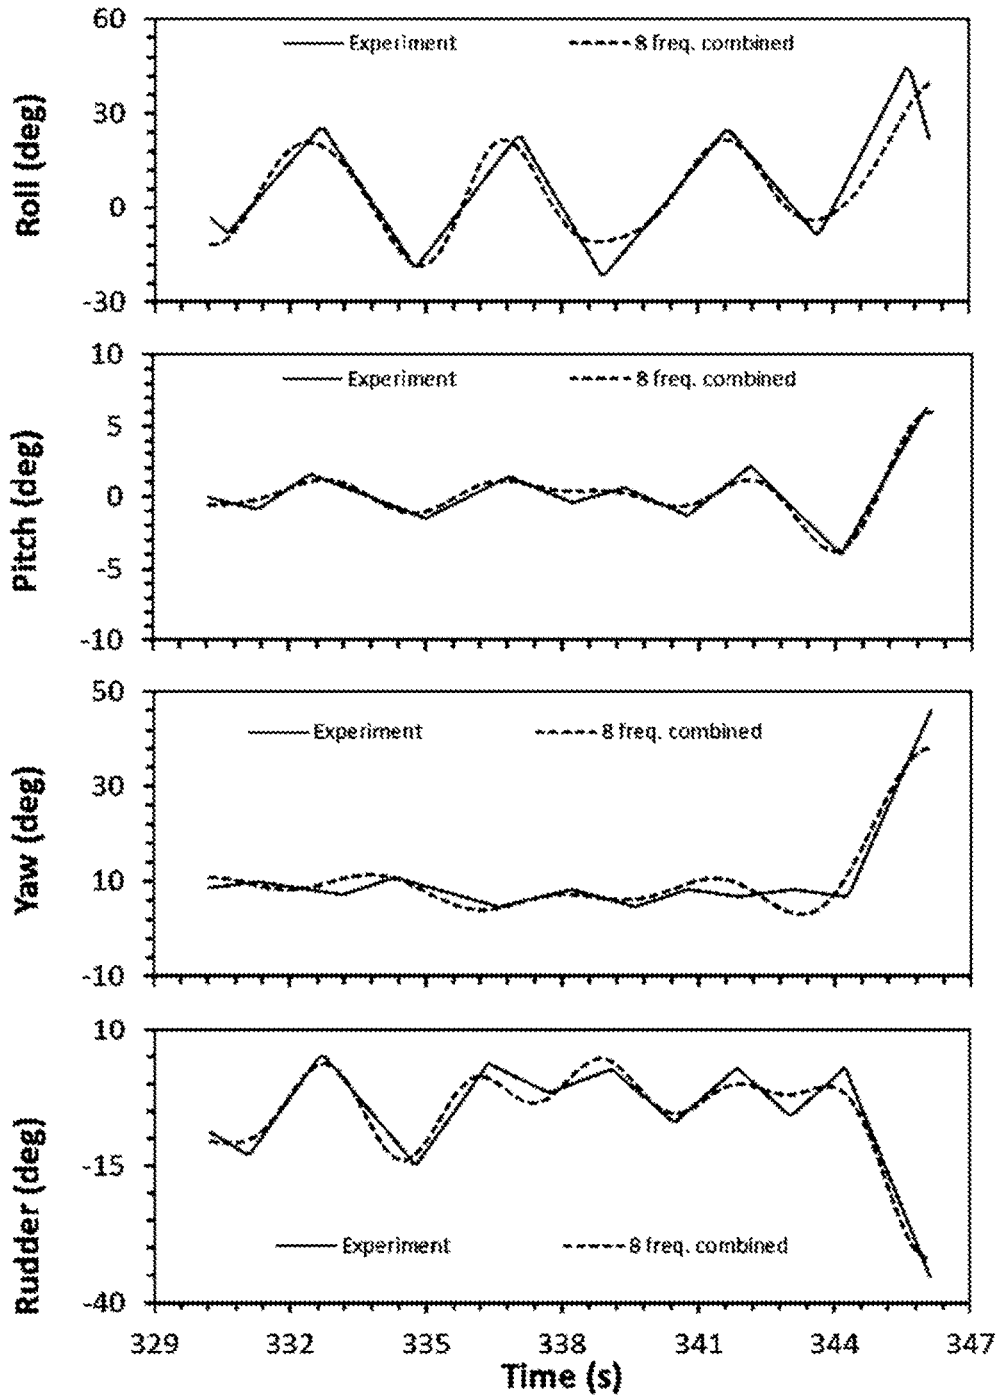 60
Experiment 8 freq. combined
30
Roll (deg)
0
-30
10
Experiment 8 freq. combined
5
Pitch (deg)
0
-5
-10
50
Experiment 8 freq. combined
30
Yaw (deg)
10
-10
10
Rudder (deg)
-15
Experiment 8 freq. combined
-40
329 332 335 338 341 344 347
Time (s)